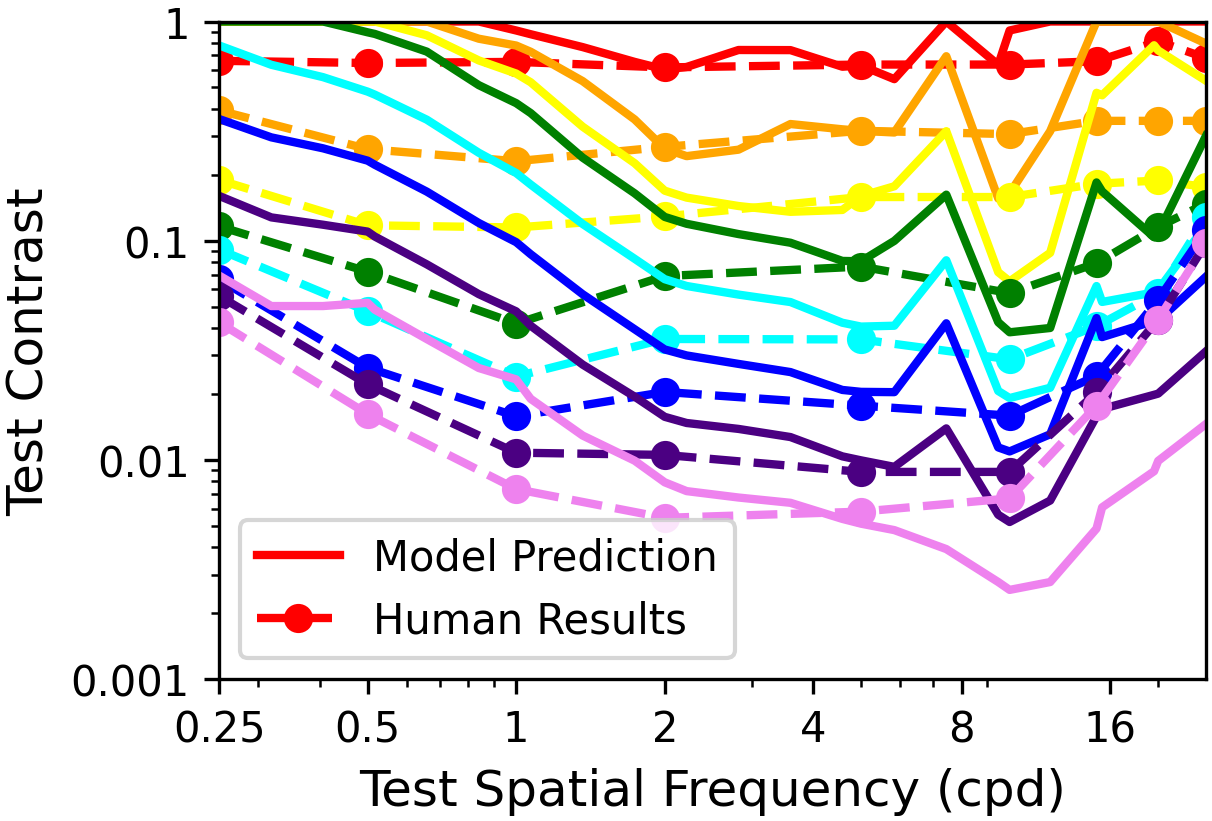 1
0.1
0.01
0.001
Test Contrast
Model Prediction
Human Results
0.25 0.5 1 2 4 8 16
Test Spatial Frequency (cpd)